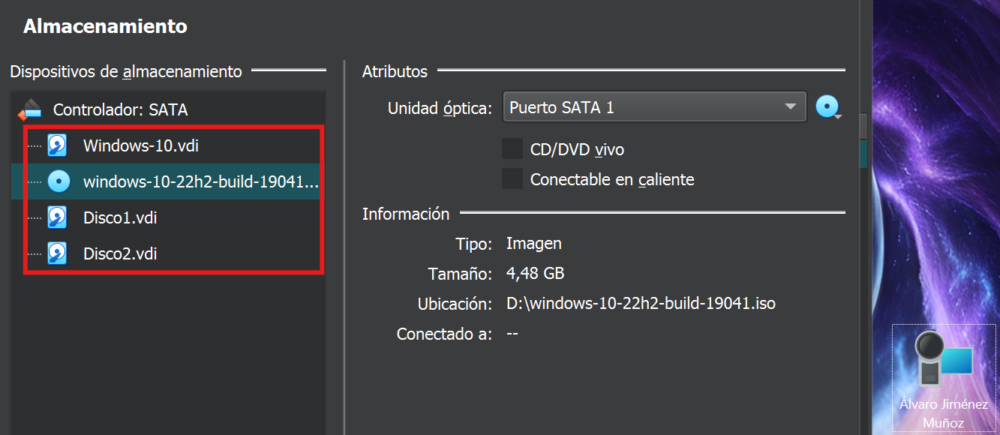 Almacenamiento
Dispositivos de almacenamiento
Controlador: SATA
Windows-10.vdi
windows-10-22h2-build-19041...
Disco1.vdi
Disco2.vdi
Atributos
Unidad óptica: Puerto SATA 1
CD/DVD vivo
Conectable en caliente
Información
Tipo: Imagen
Tamaño: 4,48 GB
Ubicación: D:\windows-10-22h2-build-19041.iso
Conectado a: --
Álvaro Jiménez
Muñoz